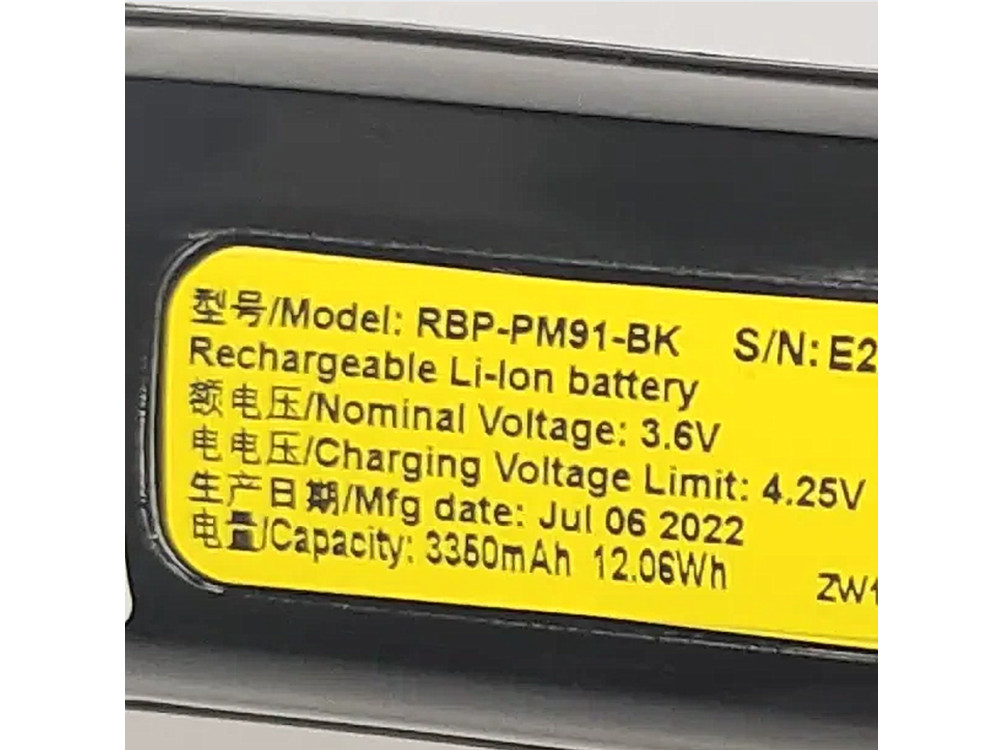 型号/Model: RBP-PM91-BK S/N: E2
Rechargeable Li-Ion battery
额电压/Nominal Voltage: 3.6V
电电压/Charging Voltage Limit: 4.25V
生产日期/Mfg date: Jul 06 2022
电量/Capacity: 3350mAh 12.06Wh
ZW1